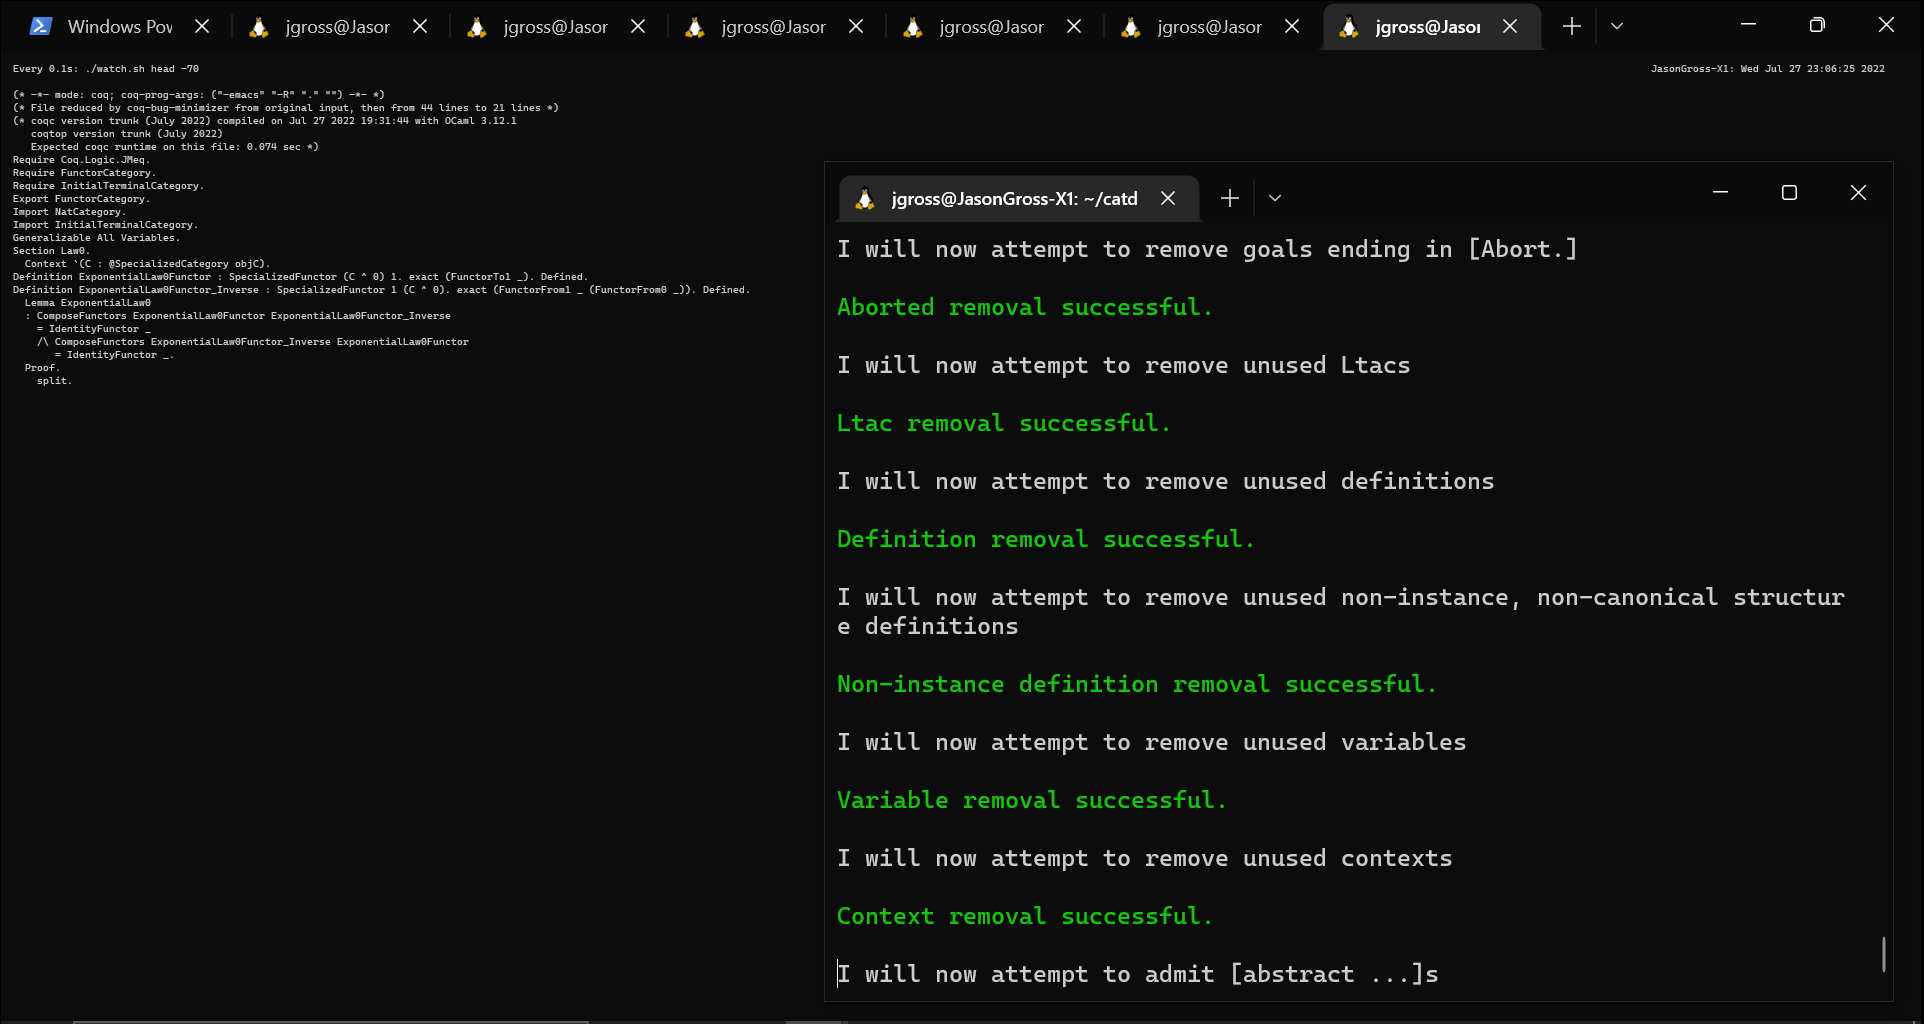 Windows Pov
jgross@Jasor
jgross@Jasor
jgross@Jasor
jgross@Jasor
jgross@Jasor
jgross@Jasor
Every 0.1s: ./watch.sh head -70
JasonGross-X1: Wed Jul 27 23:06:25 2022
(* -*- mode: coq; coq-prog-args: ("-emacs" "-R" "." "") -*- *)
(* File reduced by coq-bug-minimizer from original input, then from 44 lines to 21 lines *)
(* coqc version trunk (July 2022) compiled on Jul 27 2022 19:31:44 with OCaml 3.12.1
   coqtop version trunk (July 2022)
   Expected coqc runtime on this file: 0.074 sec *)
Require Coq.Logic.JMeq.
Require FunctorCategory.
Require InitialTerminalCategory.
Export FunctorCategory.
Import NatCategory.
Import InitialTerminalCategory.
Generalizable All Variables.
Section Law0.
  Context `(C : @SpecializedCategory objC).
Definition ExponentialLaw0Functor : SpecializedFunctor (C ^ 0) 1. exact (FunctorTo1 _). Defined.
Definition ExponentialLaw0Functor_Inverse : SpecializedFunctor 1 (C ^ 0). exact (FunctorFrom1 _ (FunctorFrom0 _)). Defined.
  Lemma ExponentialLaw0
  : ComposeFunctors ExponentialLaw0Functor ExponentialLaw0Functor_Inverse
    = IdentityFunctor _
    /\ ComposeFunctors ExponentialLaw0Functor_Inverse ExponentialLaw0Functor
       = IdentityFunctor _.
  Proof.
    split.
jgross@JasonGross-X1: ~/catd
I will now attempt to remove goals ending in [Abort.]
Aborted removal successful.
I will now attempt to remove unused Ltacs
Ltac removal successful.
I will now attempt to remove unused definitions
Definition removal successful.
I will now attempt to remove unused non-instance, non-canonical structur
e definitions
Non-instance definition removal successful.
I will now attempt to remove unused variables
Variable removal successful.
I will now attempt to remove unused contexts
Context removal successful.
I will now attempt to admit [abstract ...]s